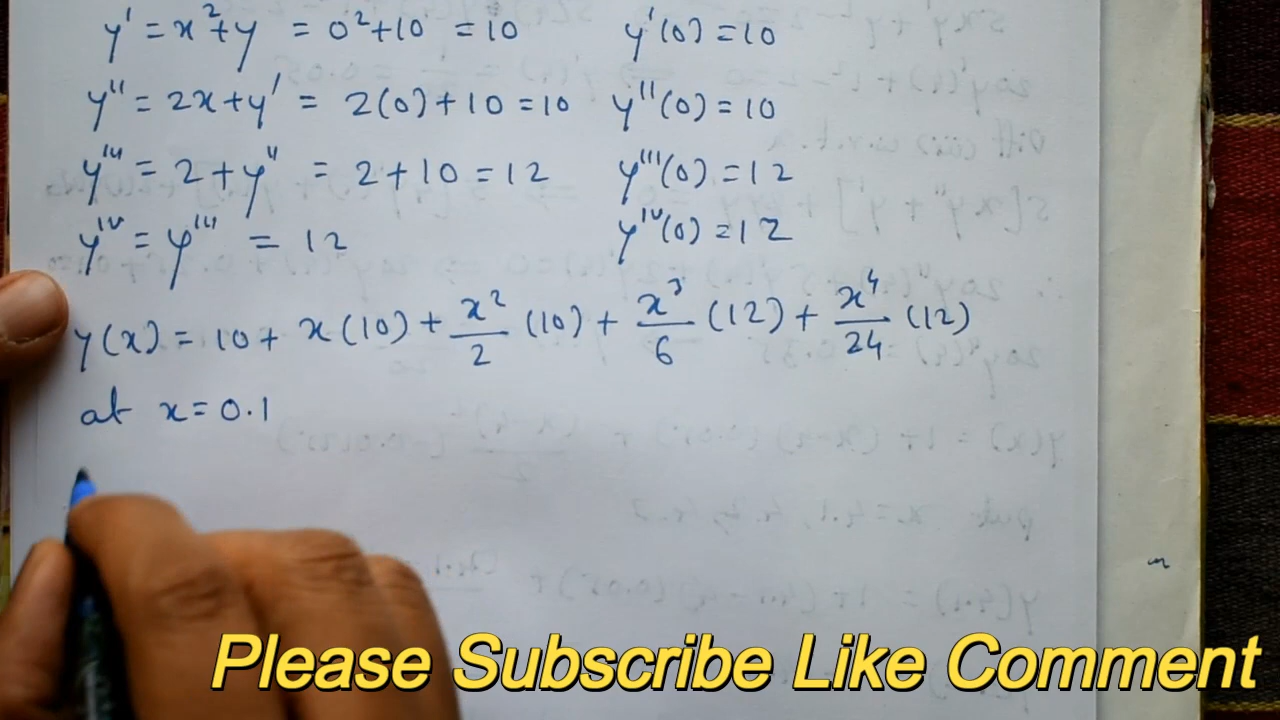 y' = x²+y = 0²+10 = 10 y'(0) = 10
y'' = 2x+y' = 2(0)+10 = 10 y''(0) = 10
y''' = 2+y'' = 2+10 = 12 y'''(0) = 12
y^{iv} = y''' = 12 y^{iv}(0) = 12
y(x) = 10 + x(10) + x²/2 (10) + x³/6 (12) + x⁴/24 (12)
at x = 0.1
Please Subscribe Like Comment